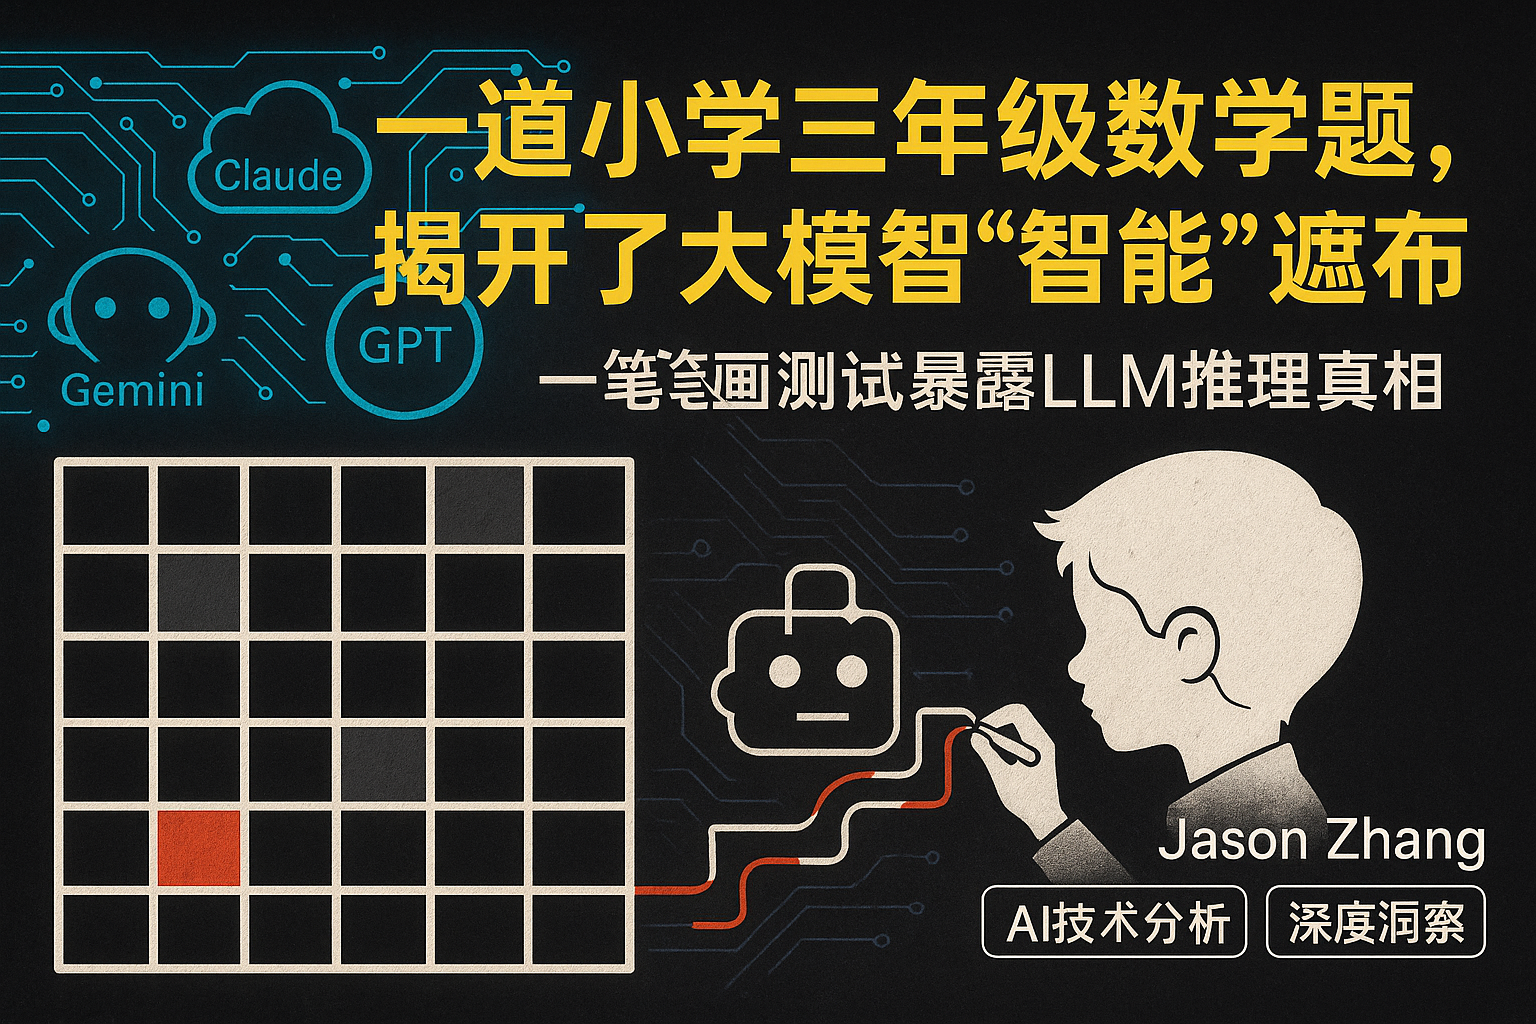 一道小学三年级数学题，
揭开了大模智“智能”遮布
一笔笔画测试暴露LLM推理真相
Claude
Gemini
GPT
Jason Zhang
AI技术分析
深度洞察